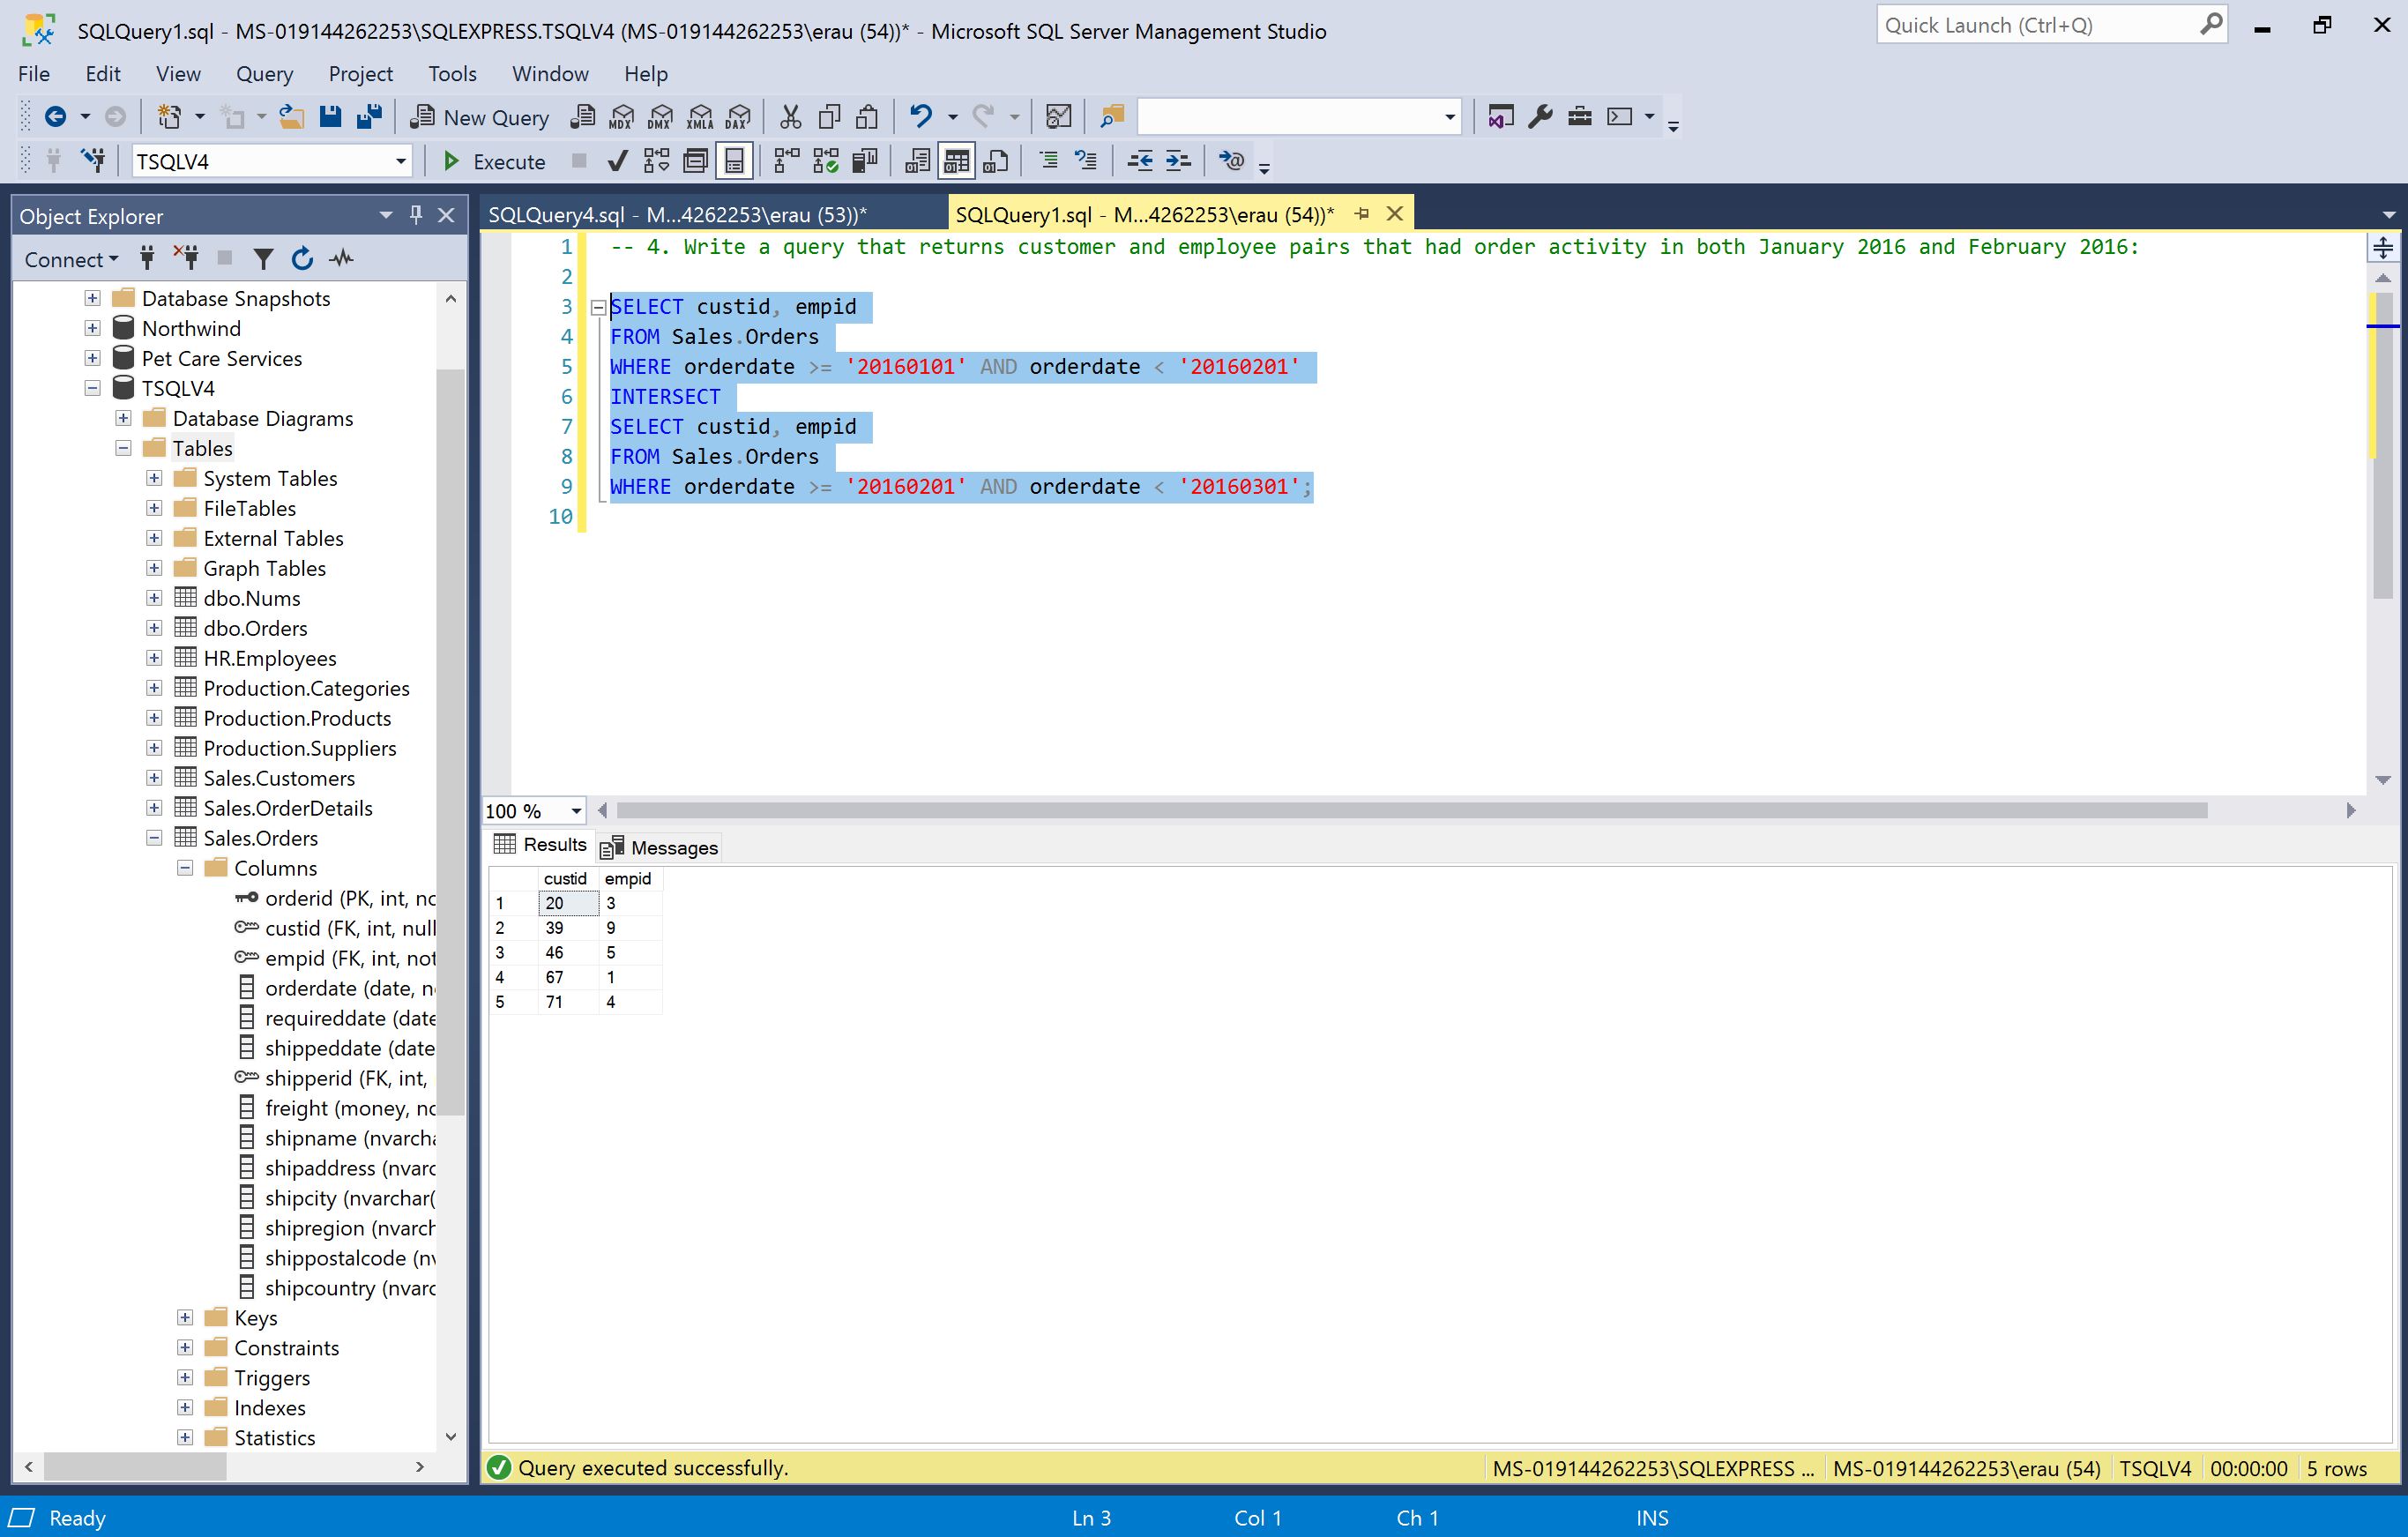 SQLQuery1.sql - MS-019144262253\SQLEXPRESS.TSQLV4 (MS-019144262253\erau (54))* - Microsoft SQL Server Management Studio
Quick Launch (Ctrl+Q)
File Edit View Query Project Tools Window Help
New Query MDX DMX XMLA DAX
TSQLV4 Execute
Object Explorer
SQLQuery4.sql - M...4262253\erau (53))* SQLQuery1.sql - M...4262253\erau (54))*
Connect
Database Snapshots
Northwind
Pet Care Services
TSQLV4
Database Diagrams
Tables
System Tables
FileTables
External Tables
Graph Tables
dbo.Nums
dbo.Orders
HR.Employees
Production.Categories
Production.Products
Production.Suppliers
Sales.Customers
Sales.OrderDetails
Sales.Orders
Columns
orderid (PK, int, no
custid (FK, int, null
empid (FK, int, not
orderdate (date, n
requireddate (date
shippeddate (date
shipperid (FK, int,
freight (money, no
shipname (nvarcha
shipaddress (nvarc
shipcity (nvarchar(
shipregion (nvarch
shippostalcode (nv
shipcountry (nvarc
Keys
Constraints
Triggers
Indexes
Statistics
1 -- 4. Write a query that returns customer and employee pairs that had order activity in both January 2016 and February 2016:
2
3 SELECT custid, empid
4 FROM Sales.Orders
5 WHERE orderdate >= '20160101' AND orderdate < '20160201'
6 INTERSECT
7 SELECT custid, empid
8 FROM Sales.Orders
9 WHERE orderdate >= '20160201' AND orderdate < '20160301';
10
100 %
Results Messages
custid empid
1 20 3
2 39 9
3 46 5
4 67 1
5 71 4
Query executed successfully. MS-019144262253\SQLEXPRESS ... MS-019144262253\erau (54) TSQLV4 00:00:00 5 rows
Ready Ln 3 Col 1 Ch 1 INS